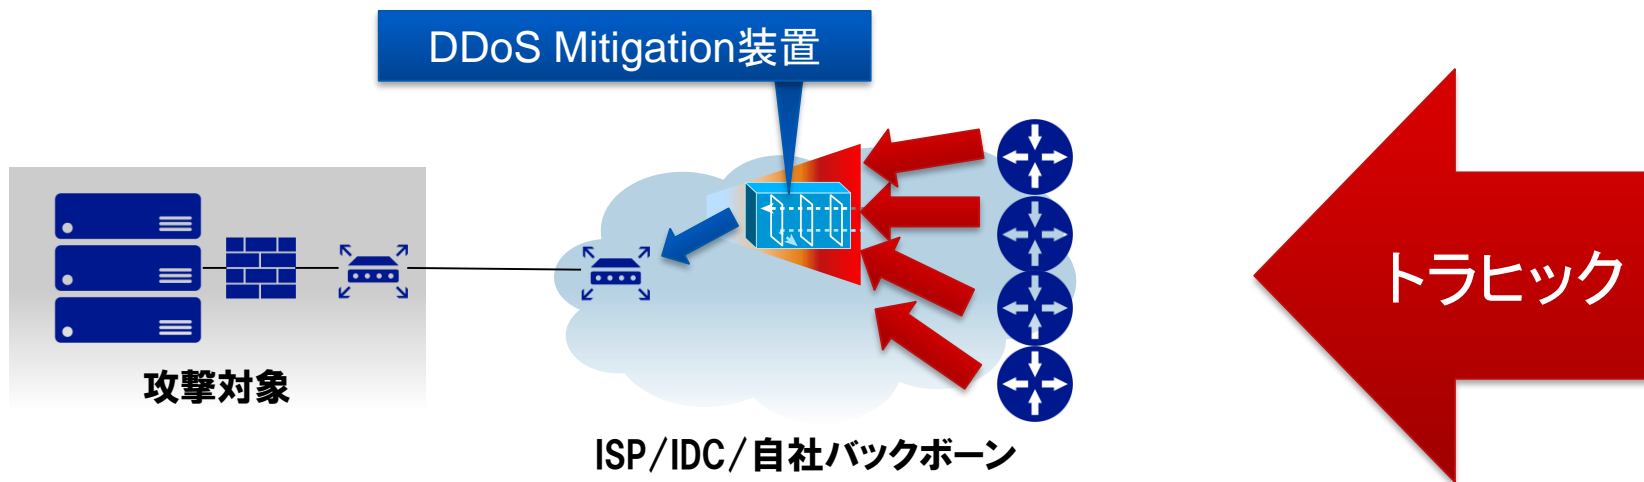 DDoS Mitigation装置
トラヒック
攻撃対象
ISP/IDC/自社バックボーン